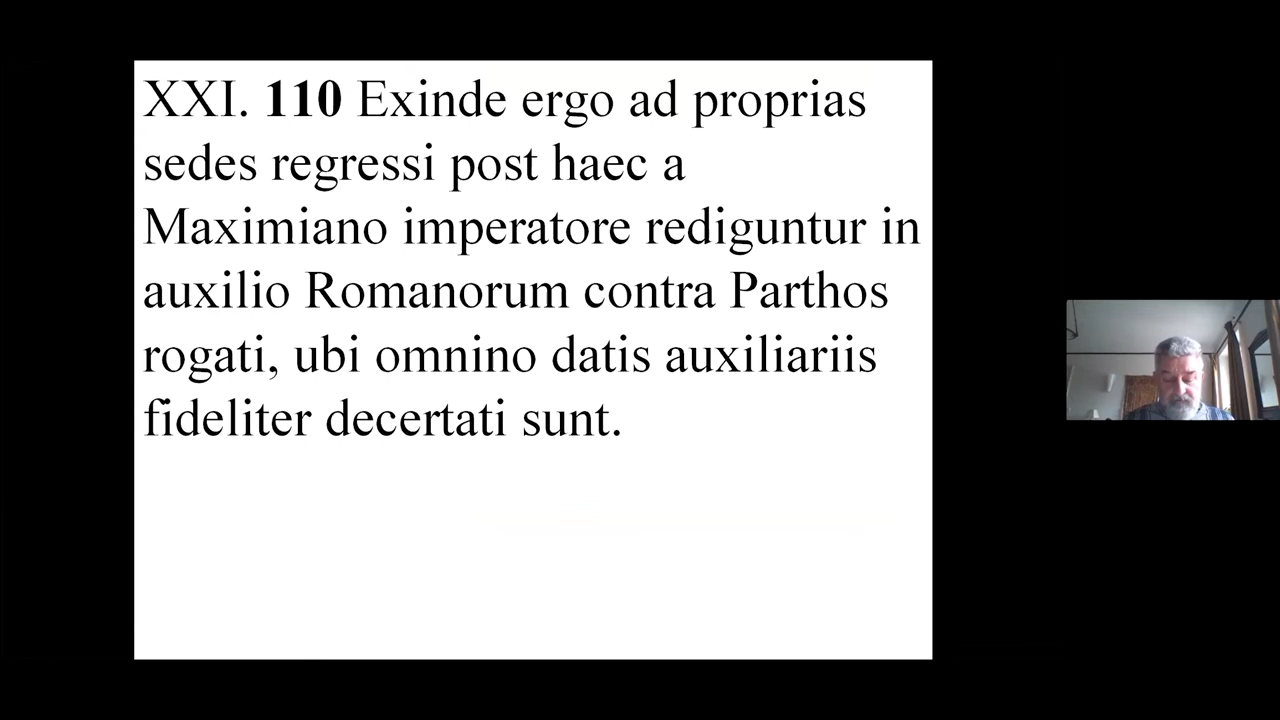 XXI. 110 Exinde ergo ad proprias
sedes regressi post haec a
Maximiano imperatore rediguntur in
auxilio Romanorum contra Parthos
rogati, ubi omnino datis auxiliariis
fideliter decertati sunt.